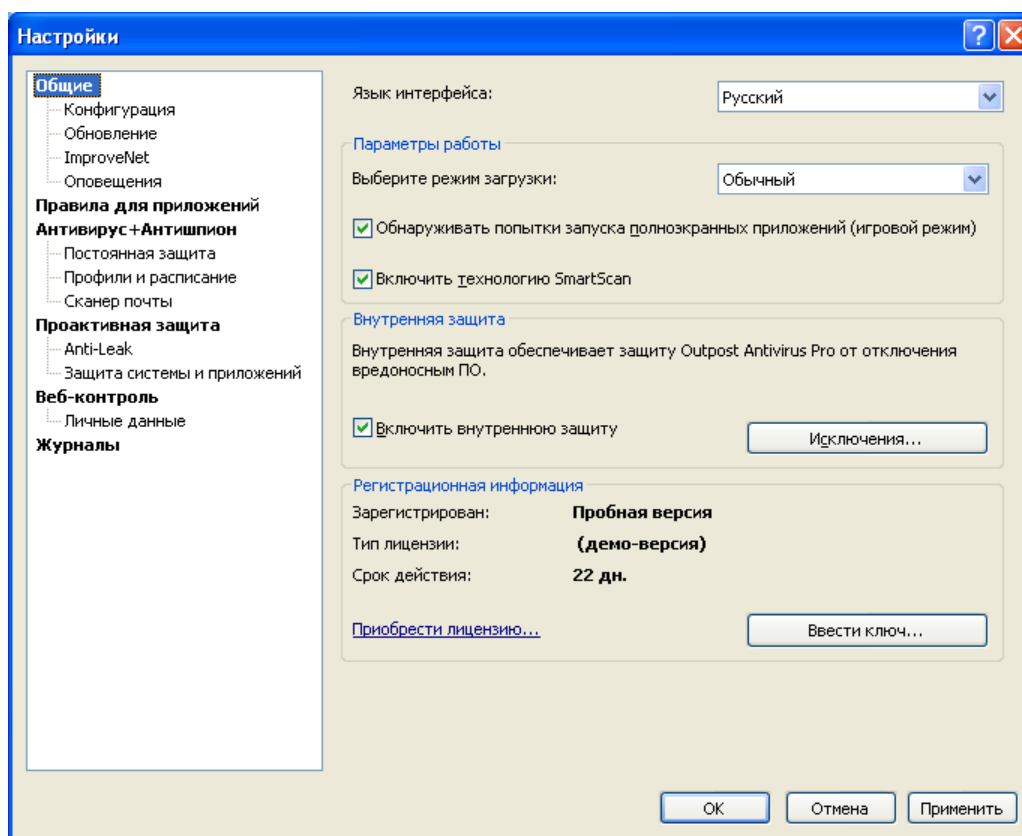 Настройки
Общие
Конфигурация
Обновление
ImproveNet
Оповещения
Правила для приложений
Антивирус+Антишпион
Постоянная защита
Профили и расписание
Сканер почты
Проактивная защита
Anti-Leak
Защита системы и приложений
Веб-контроль
Личные данные
Журналы
Язык интерфейса: Русский
Параметры работы
Выберите режим загрузки: Обычный
Обнаруживать попытки запуска полноэкранных приложений (игровой режим)
Включить технологию SmartScan
Внутренняя защита
Внутренняя защита обеспечивает защиту Outpost Antivirus Pro от отключения
вредоносным ПО.
Включить внутреннюю защиту Исключения...
Регистрационная информация
Зарегистрирован: Пробная версия
Тип лицензии: (демо-версия)
Срок действия: 22 дн.
Приобрести лицензию... Ввести ключ...
OK Отмена Применить